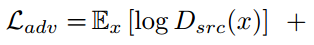 ℒ_adv = 𝔼_x [log D_src(x)] +